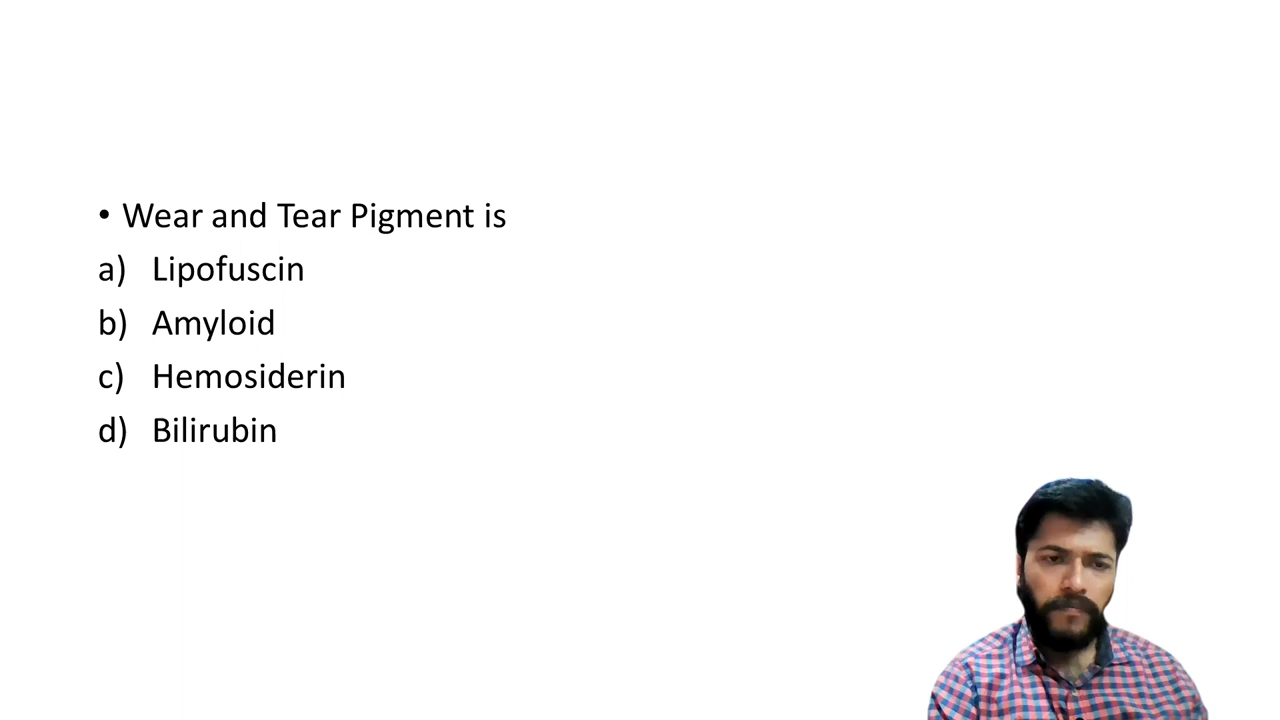 • Wear and Tear Pigment is
a) Lipofuscin
b) Amyloid
c) Hemosiderin
d) Bilirubin